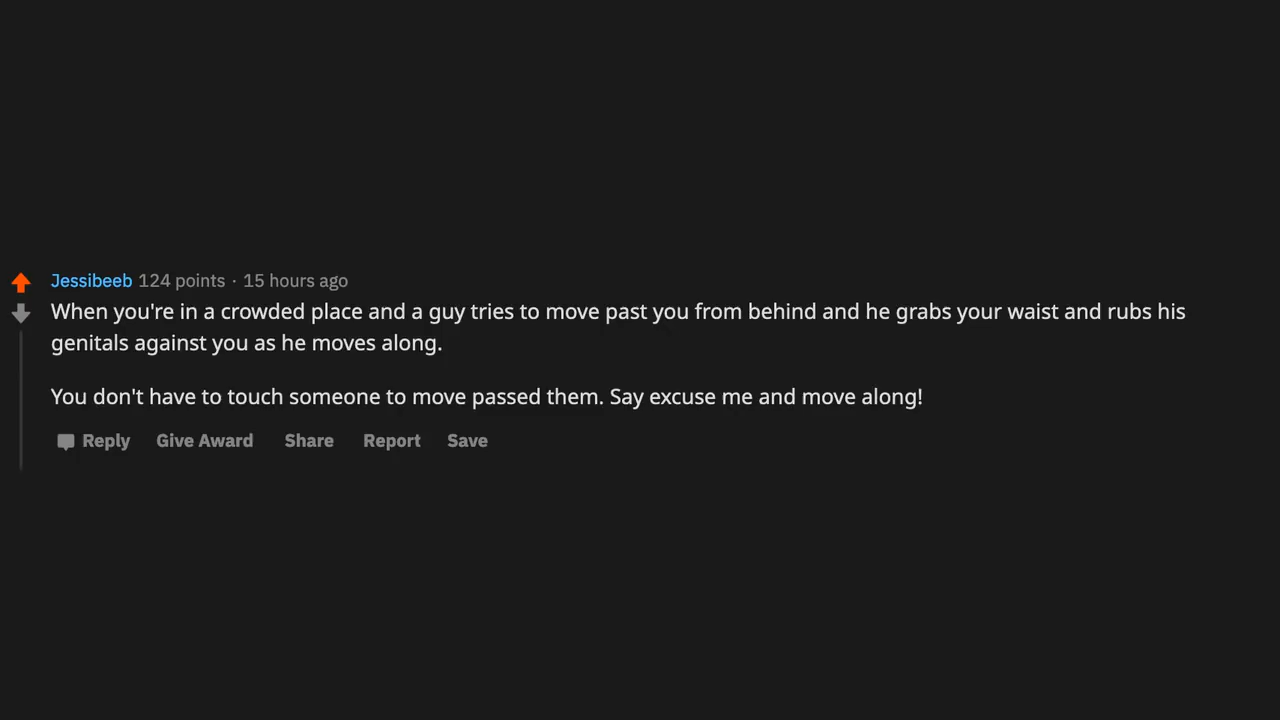 Jessibeeb 124 points · 15 hours ago
When you're in a crowded place and a guy tries to move past you from behind and he grabs your waist and rubs his
genitals against you as he moves along.
You don't have to touch someone to move passed them. Say excuse me and move along!
Reply Give Award Share Report Save